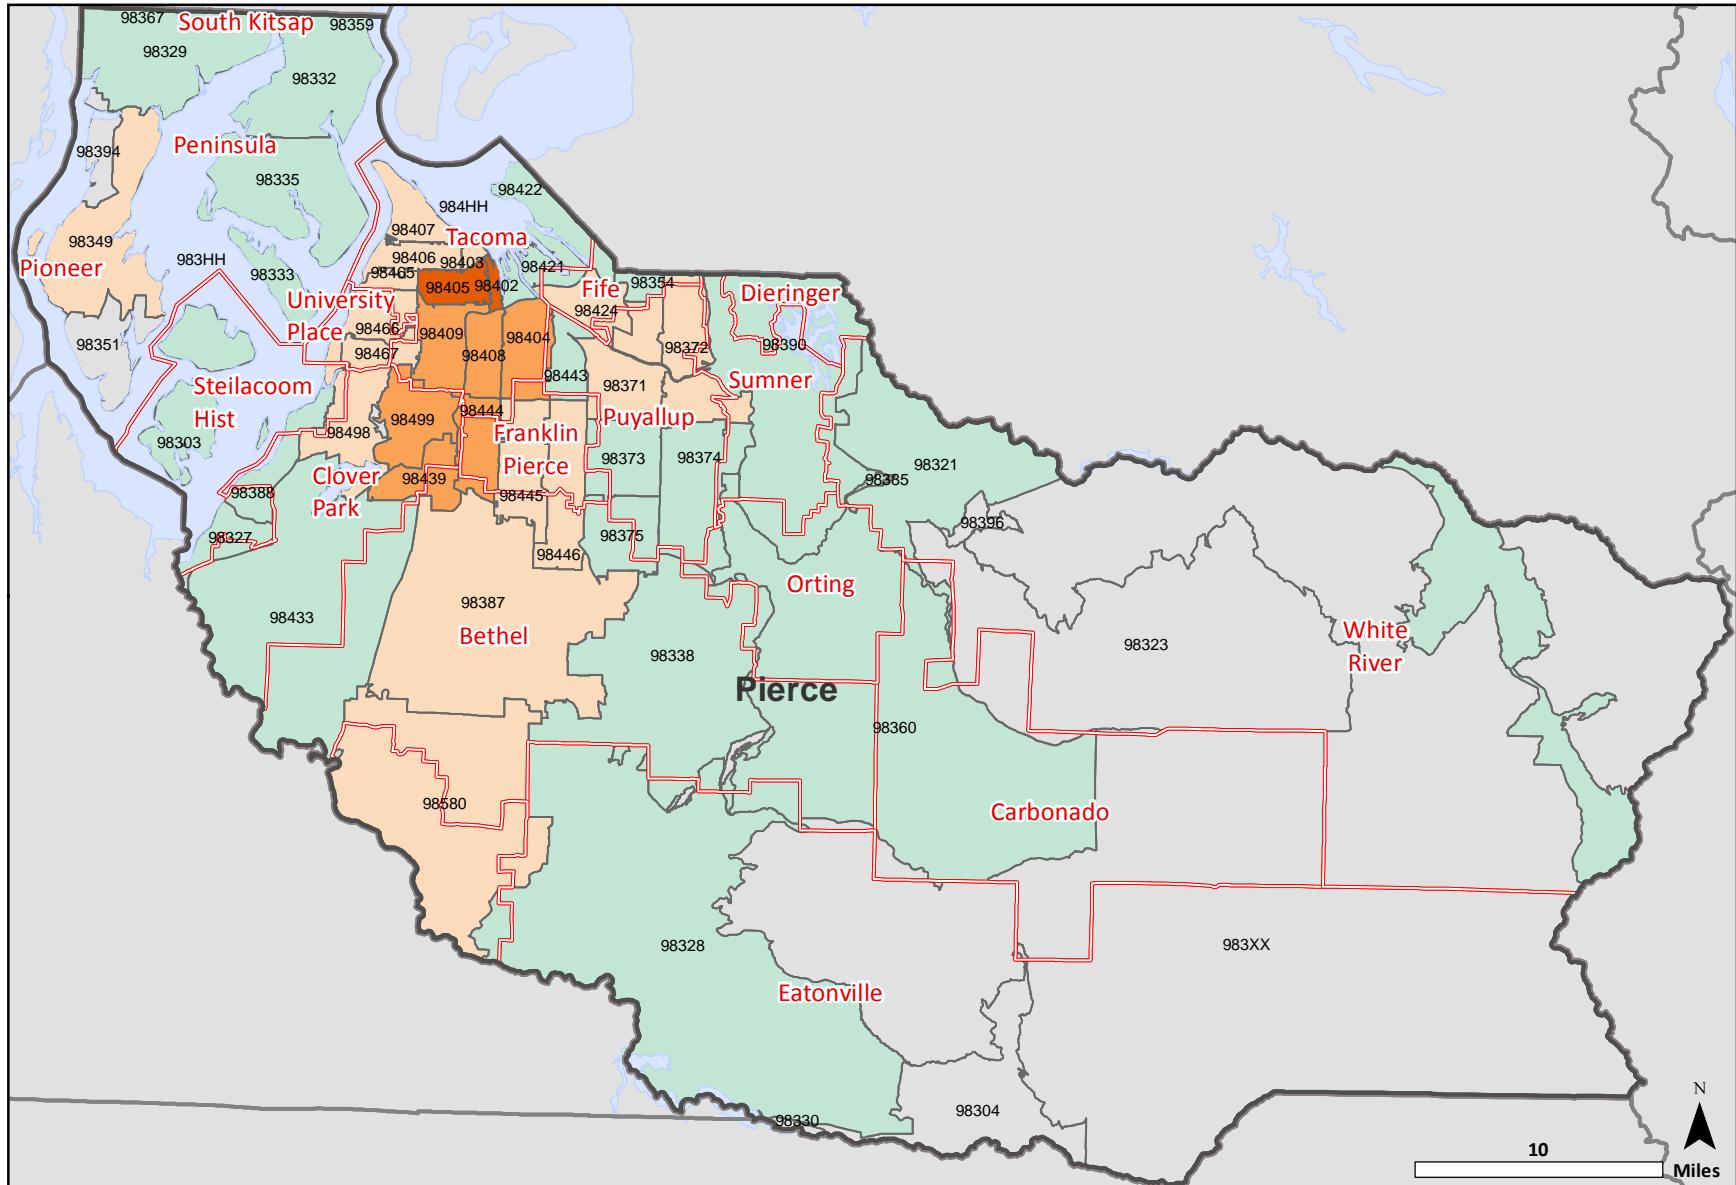 98367
South Kitsap
98359
98329
98332
Peninsula
98394
98335
98422
984HH
98407
Tacoma
98349
98406
98403
983HH
Pioneer
98465
98421
98333
98405
98402
98354
Fife
Dieringer
University
Place
98424
98466
98409
98404
98351
98467
98408
98372
98390
98443
98371
Sumner
Steilacoom
Hist
98444
98499
Puyallup
98498
Franklin
Pierce
98303
98373
98374
98321
Clover
Park
98439
98385
98388
98445
98396
98327
98375
98446
Orting
98387
98433
Bethel
98338
98323
White
River
Pierce
98360
98580
Carbonado
98328
983XX
Eatonville
98304
98330
N
10
Miles